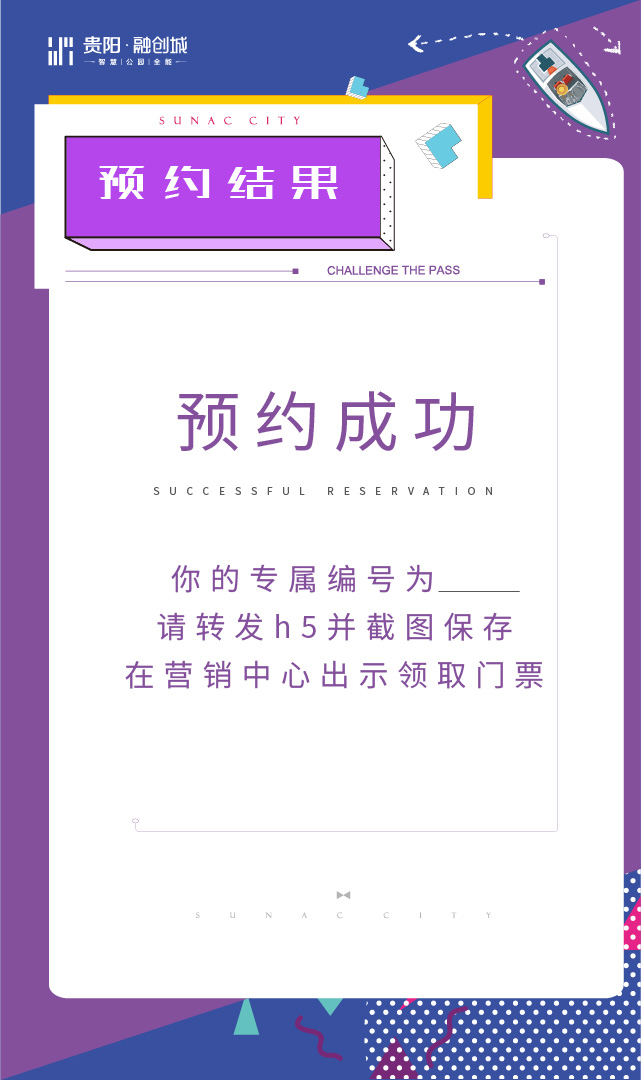 贵阳·融创城
智慧|公园|全能
SUNAC CITY
预约结果
CHALLENGE THE PASS
预约成功
SUCCESSFUL RESERVATION
你的专属编号为_____
请转发h5并截图保存
在营销中心出示领取门票
SUNAC CITY